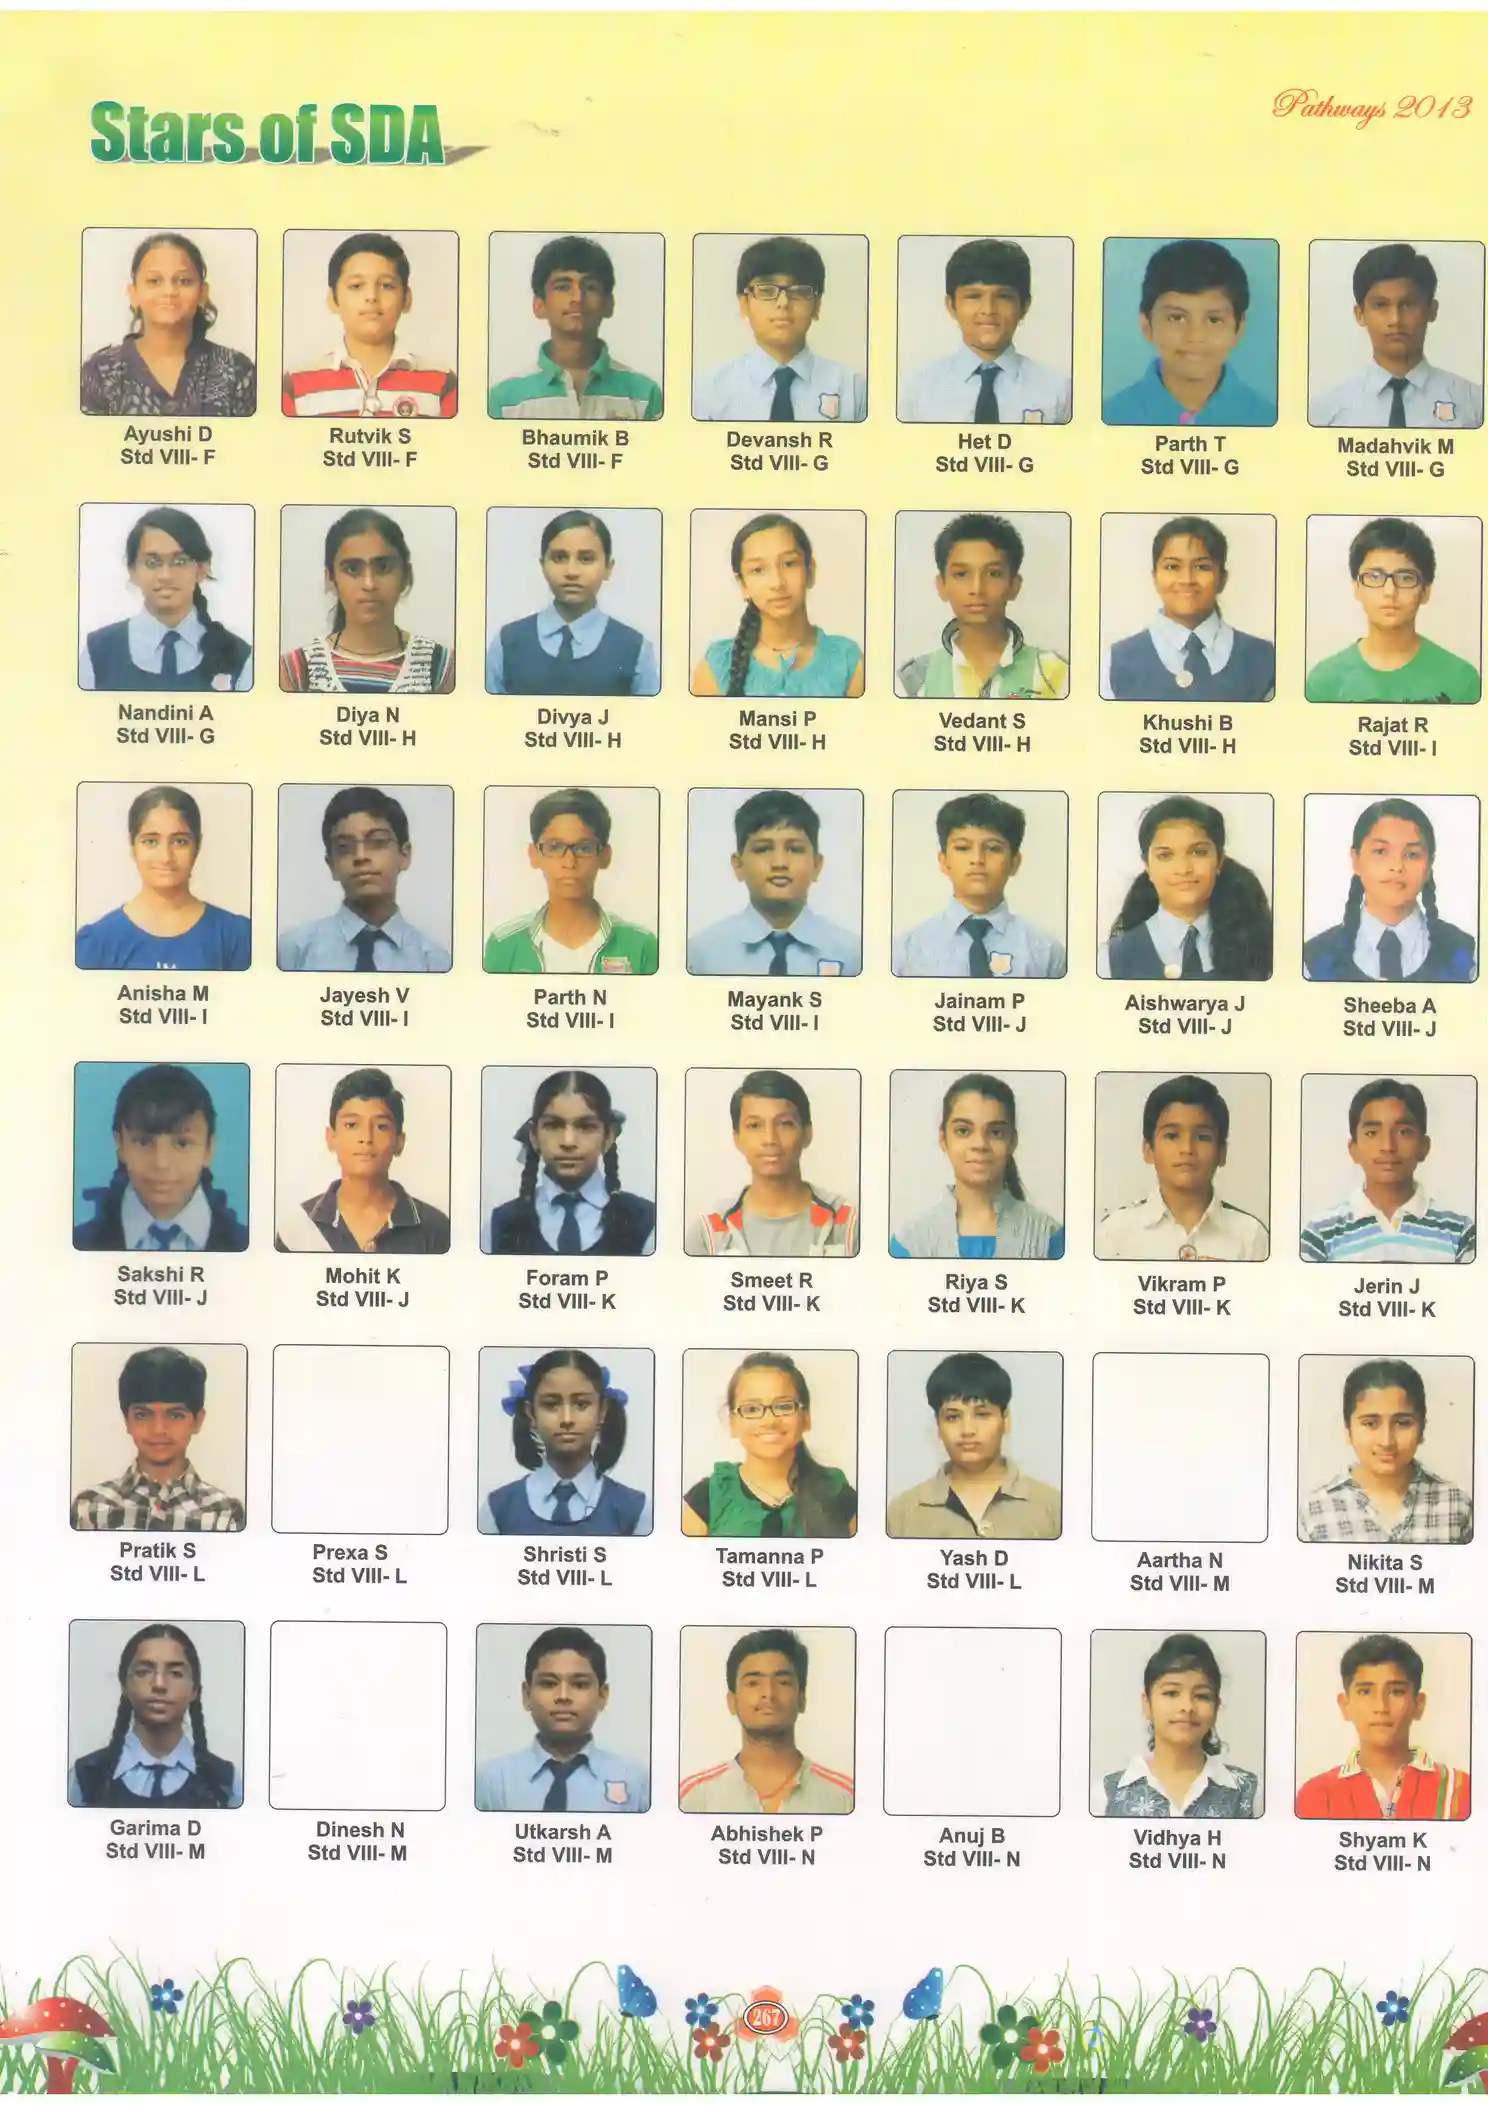 Stars of SDA
Pathways 2013
Ayushi D
Std VIII- F
Rutvik S
Std VIII- F
Bhaumik B
Std VIII- F
Devansh R
Std VIII- G
Het D
Std VIII- G
Parth T
Std VIII- G
Madahvik M
Std VIII- G
Nandini A
Std VIII- G
Diya N
Std VIII- H
Divya J
Std VIII- H
Mansi P
Std VIII- H
Vedant S
Std VIII- H
Khushi B
Std VIII- H
Rajat R
Std VIII- I
Anisha M
Std VIII- I
Jayesh V
Std VIII- I
Parth N
Std VIII- I
Mayank S
Std VIII- I
Jainam P
Std VIII- J
Aishwarya J
Std VIII- J
Sheeba A
Std VIII- J
Sakshi R
Std VIII- J
Mohit K
Std VIII- J
Foram P
Std VIII- K
Smeet R
Std VIII- K
Riya S
Std VIII- K
Vikram P
Std VIII- K
Jerin J
Std VIII- K
Pratik S
Std VIII- L
Prexa S
Std VIII- L
Shristi S
Std VIII- L
Tamanna P
Std VIII- L
Yash D
Std VIII- L
Aartha N
Std VIII- M
Nikita S
Std VIII- M
Garima D
Std VIII- M
Dinesh N
Std VIII- M
Utkarsh A
Std VIII- M
Abhishek P
Std VIII- N
Anuj B
Std VIII- N
Vidhya H
Std VIII- N
Shyam K
Std VIII- N
267